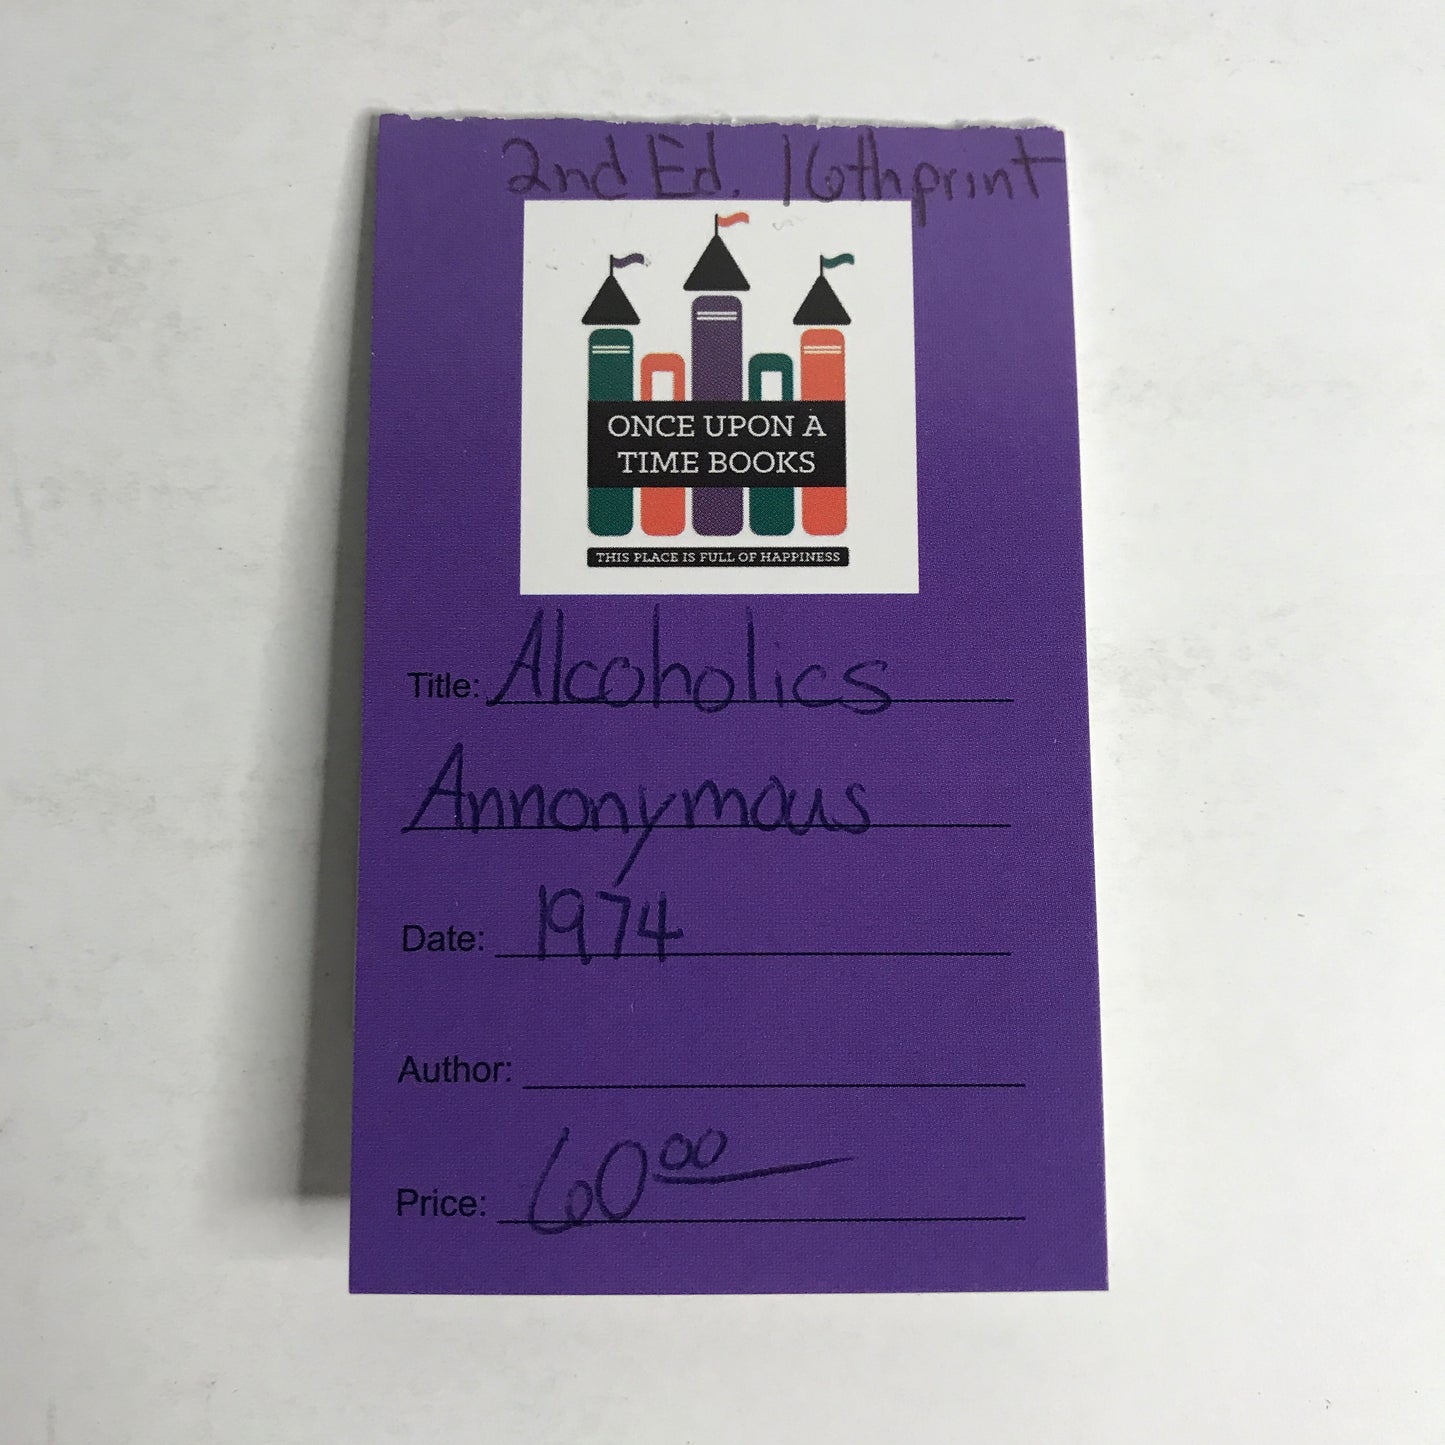 2nd Ed. 16th print
ONCE UPON A
TIME BOOKS
THIS PLACE IS FULL OF HAPPINESS
Title: Alcoholics
Annonymous
Date: 1974
Author:
Price: 60 00